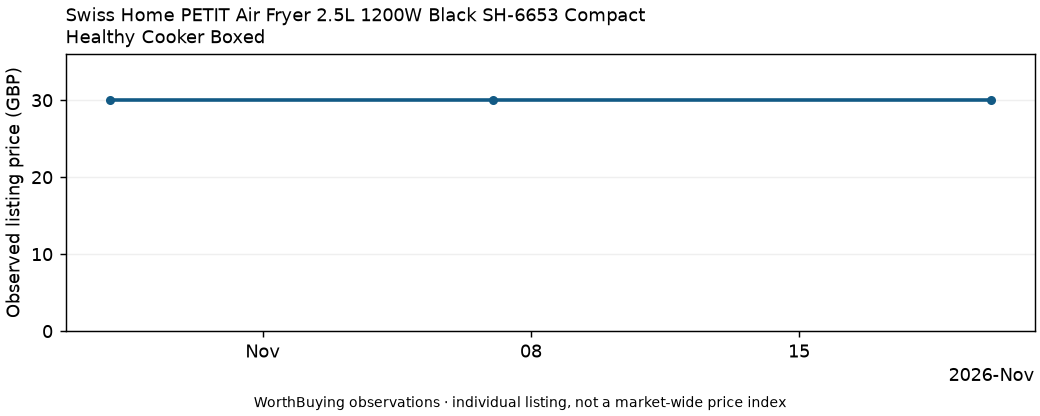 Swiss Home PETIT Air Fryer 2.5L 1200W Black SH-6653 Compact
Healthy Cooker Boxed
Observed listing price (GBP)
30
20
10
0
Nov
08
15
2026-Nov
WorthBuying observations · individual listing, not a market-wide price index